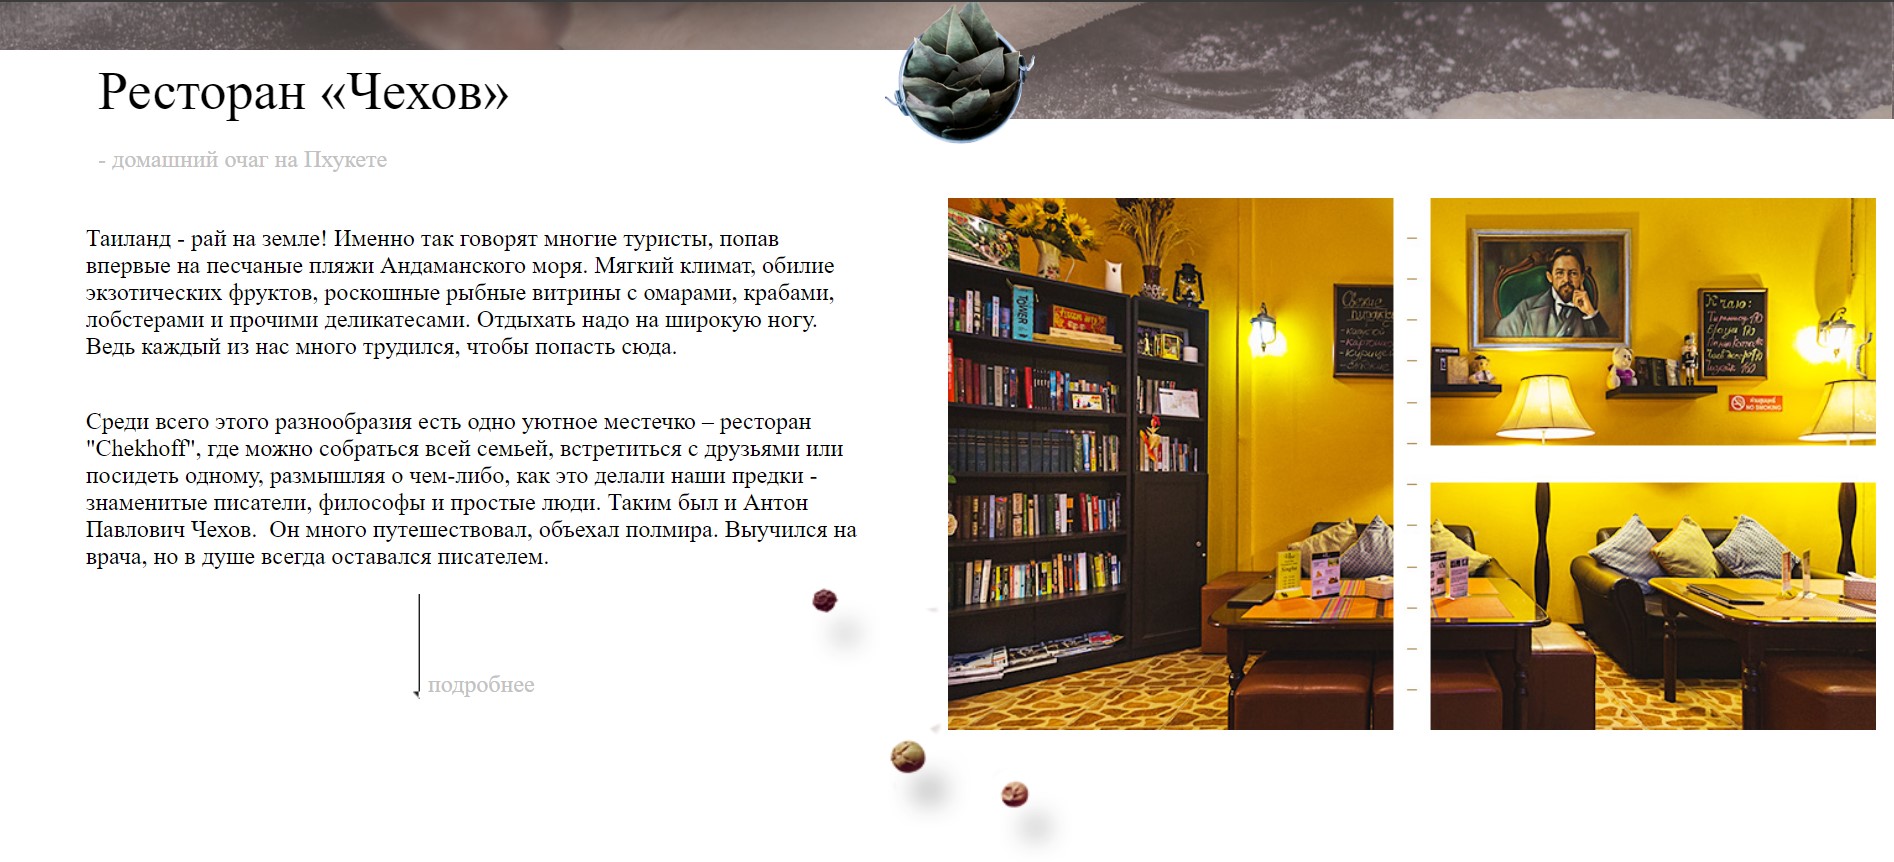 Ресторан «Чехов»
- домашний очаг на Пхукете
Таиланд - рай на земле! Именно так говорят многие туристы, попав
впервые на песчаные пляжи Андаманского моря. Мягкий климат, обилие
экзотических фруктов, роскошные рыбные витрины с омарами, крабами,
лобстерами и прочими деликатесами. Отдыхать надо на широкую ногу.
Ведь каждый из нас много трудился, чтобы попасть сюда.
Среди всего этого разнообразия есть одно уютное местечко – ресторан
"Chekhoff", где можно собраться всей семьей, встретиться с друзьями или
посидеть одному, размышляя о чем-либо, как это делали наши предки -
знаменитые писатели, философы и простые люди. Таким был и Антон
Павлович Чехов.  Он много путешествовал, объехал полмира. Выучился на
врача, но в душе всегда оставался писателем.
подробнее
К чаю:
NO SMOKING